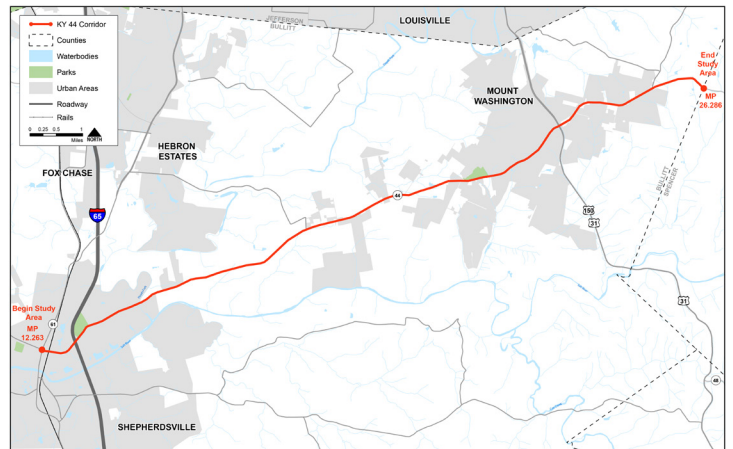 KY 44 Corridor
Counties
Waterbodies
Parks
Urban Areas
Roadway
Rails
0 0.25 0.5 1
Miles
NORTH
JEFFERSON
BULLITT
LOUISVILLE
End
Study
Area
MP
26.286
MOUNT
WASHINGTON
HEBRON
ESTATES
FOX CHASE
65
44
BULLITT
SPENCER
150
31
31
Begin Study
Area
MP
12.263
61
48
SHEPHERDSVILLE